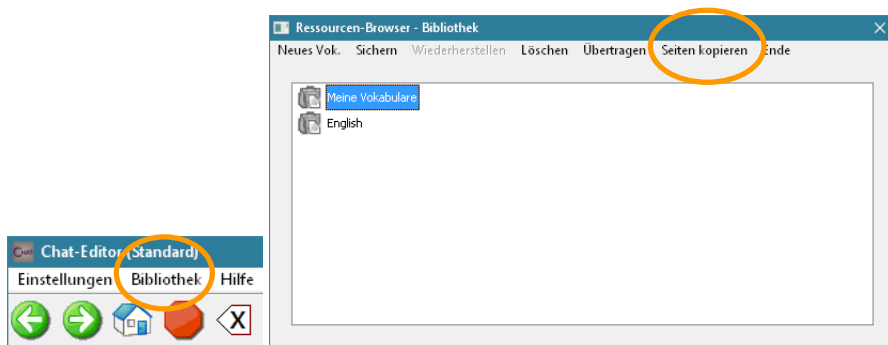 Ressourcen-Browser - Bibliothek
Neues Vok. Sichern Wiederherstellen Löschen Übertragen Seiten kopieren Ende
Meine Vokabulare
English
Chat-Editor (Standard)
Einstellungen Bibliothek Hilfe
X